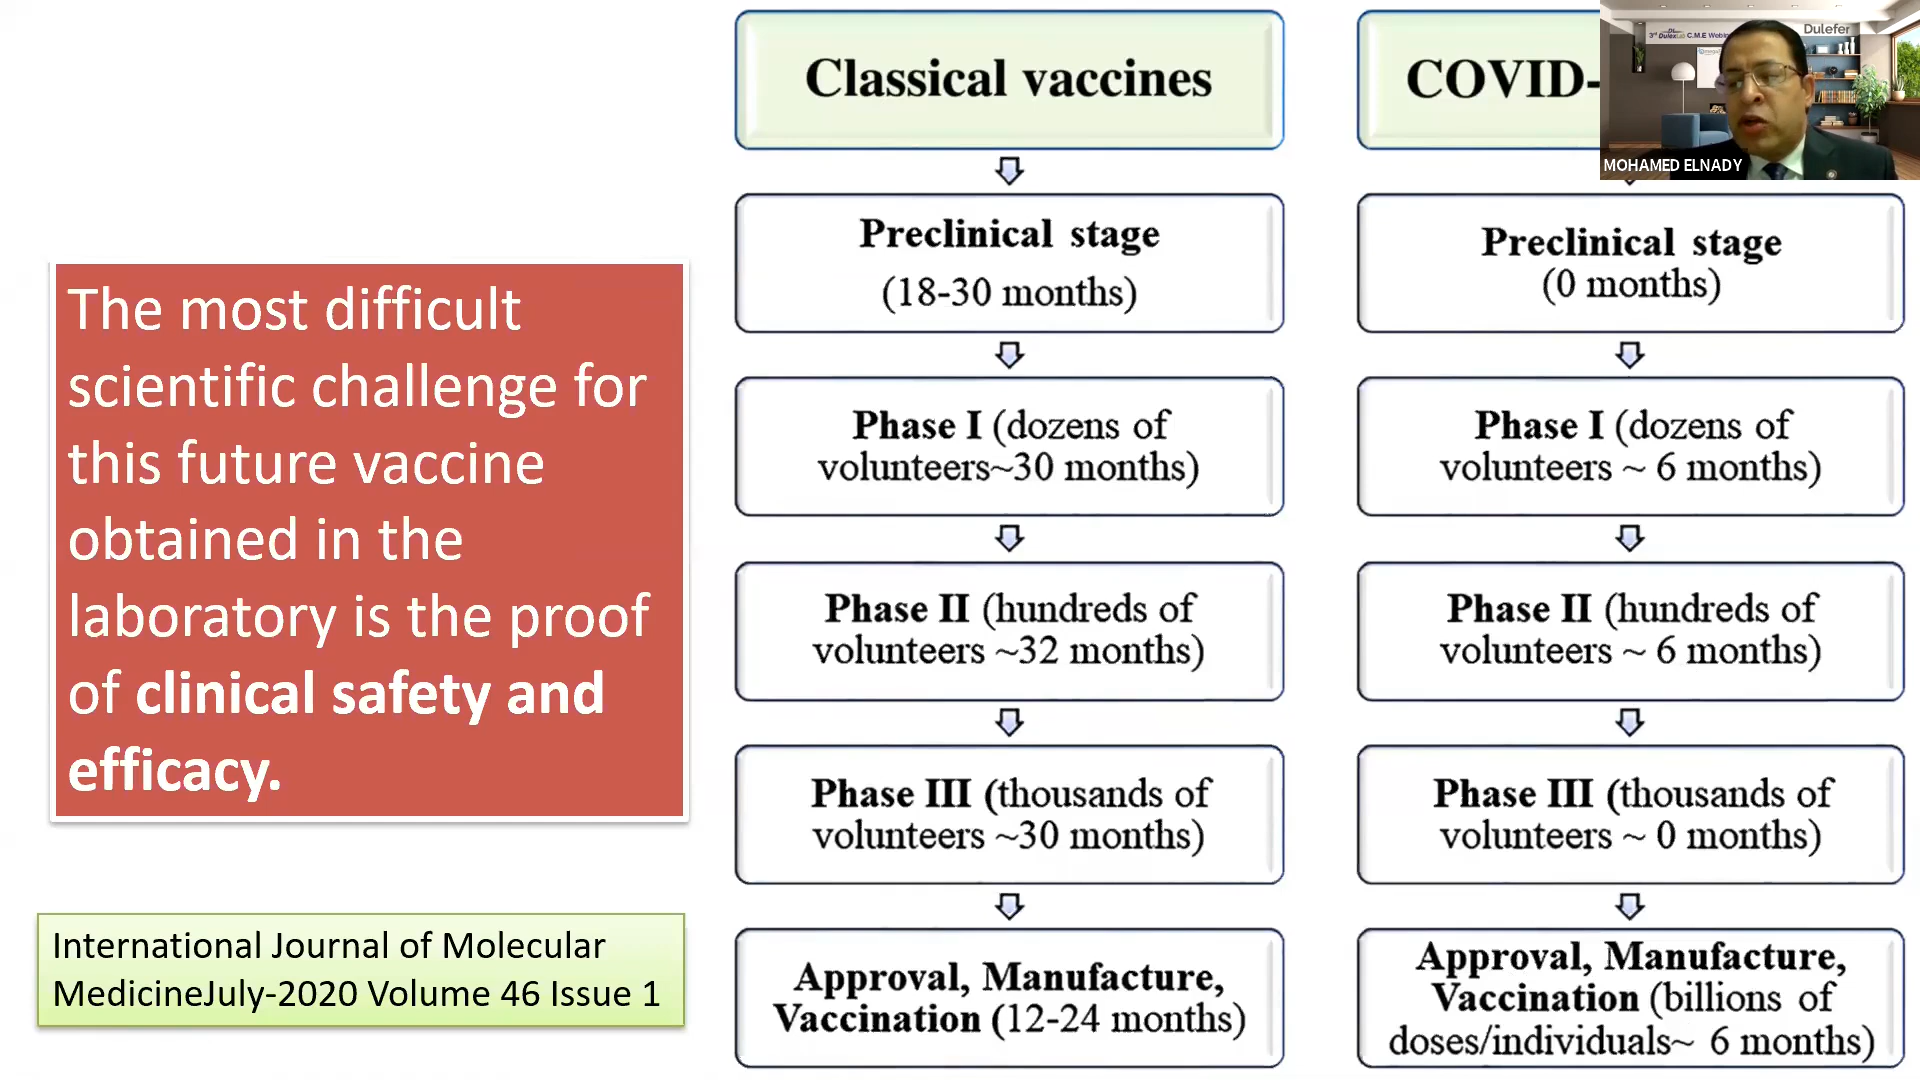 The most difficult
scientific challenge for
this future vaccine
obtained in the
laboratory is the proof
of clinical safety and
efficacy.
International Journal of Molecular
MedicineJuly-2020 Volume 46 Issue 1
Classical vaccines
Preclinical stage
(18-30 months)
Phase I (dozens of
volunteers~30 months)
Phase II (hundreds of
volunteers ~32 months)
Phase III (thousands of
volunteers ~30 months)
Approval, Manufacture,
Vaccination (12-24 months)
COVID-
Preclinical stage
(0 months)
Phase I (dozens of
volunteers ~ 6 months)
Phase II (hundreds of
volunteers ~ 6 months)
Phase III (thousands of
volunteers ~ 0 months)
Approval, Manufacture,
Vaccination (billions of
doses/individuals~ 6 months)
3rd DulexLab C.M.E Webin
Dulefer
MOHAMED ELNADY